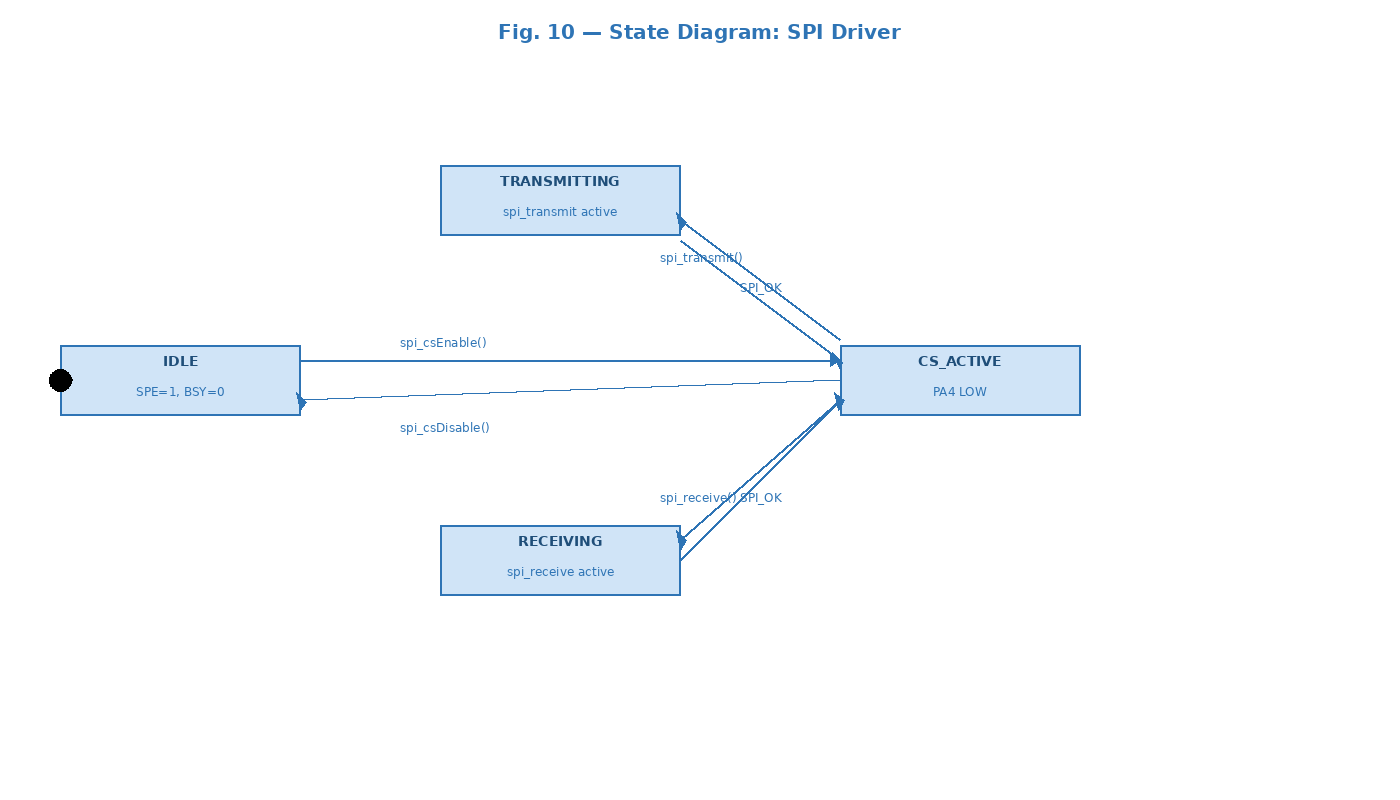 Fig. 10 — State Diagram: SPI Driver
TRANSMITTING
spi_transmit active
spi_transmit()
SPI_OK
spi_csEnable()
IDLE
SPE=1, BSY=0
CS_ACTIVE
PA4 LOW
spi_csDisable()
spi_receive()
SPI_OK
RECEIVING
spi_receive active